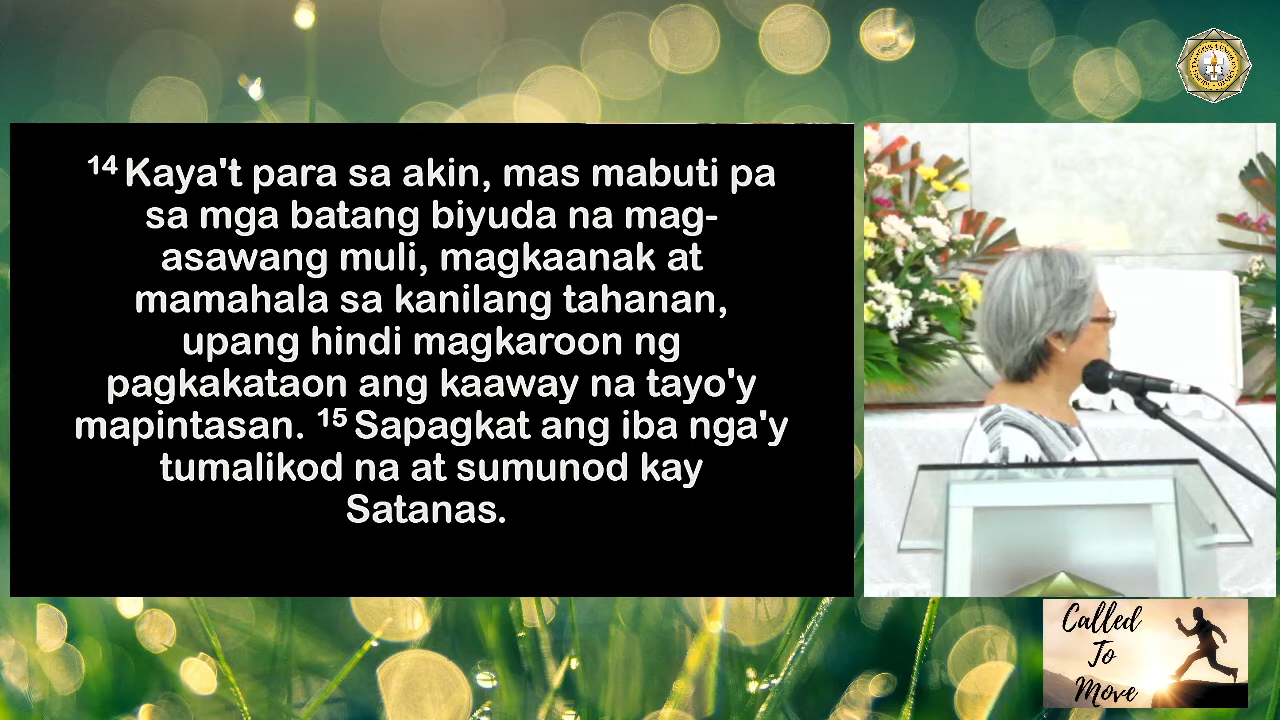 14 Kaya't para sa akin, mas mabuti pa
sa mga batang biyuda na mag-
asawang muli, magkaanak at
mamahala sa kanilang tahanan,
upang hindi magkaroon ng
pagkakataon ang kaaway na tayo'y
mapintasan. 15 Sapagkat ang iba nga'y
tumalikod na at sumunod kay
Satanas.
Called
To
Move